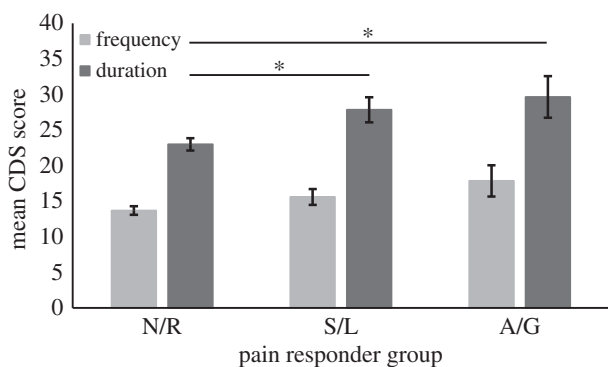 40
35
30
25
20
15
10
5
0
mean CDS score
frequency
duration
*
*
N/R
S/L
A/G
pain responder group